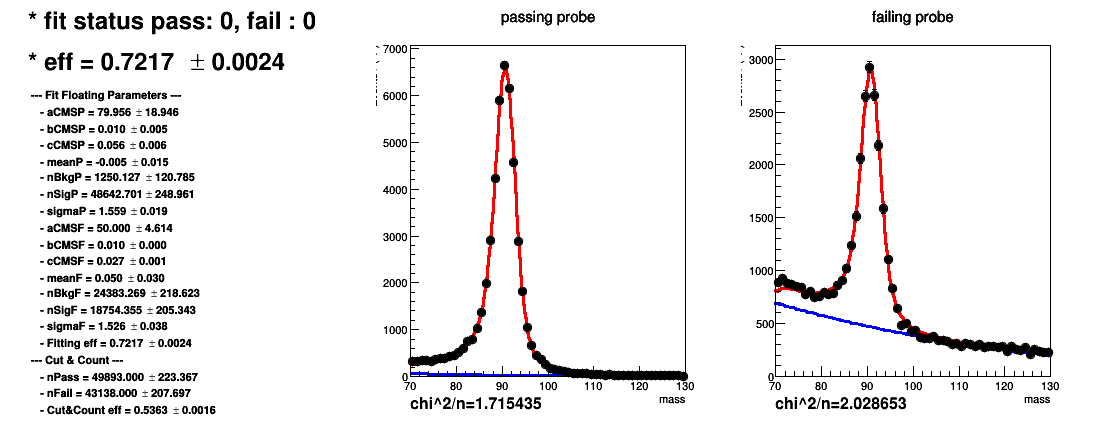 * fit status pass: 0, fail : 0
* eff = 0.7217 ± 0.0024
--- Fit Floating Parameters ---
- aCMSP = 79.956 ± 18.946
- bCMSP = 0.010 ± 0.005
- cCMSP = 0.056 ± 0.006
- meanP = -0.005 ± 0.015
- nBkgP = 1250.127 ± 120.785
- nSigP = 48642.701 ± 248.961
- sigmaP = 1.559 ± 0.019
- aCMSF = 50.000 ± 4.614
- bCMSF = 0.010 ± 0.000
- cCMSF = 0.027 ± 0.001
- meanF = 0.050 ± 0.030
- nBkgF = 24383.269 ± 218.623
- nSigF = 18754.355 ± 205.343
- sigmaF = 1.526 ± 0.038
- Fitting eff = 0.7217 ± 0.0024
--- Cut & Count ---
- nPass = 49893.000 ± 223.367
- nFail = 43138.000 ± 207.697
- Cut&Count eff = 0.5363 ± 0.0016
passing probe
7000
6000
5000
4000
3000
2000
1000
0
70 80 90 100 110 120 130
mass
chi^2/n=1.715435
failing probe
3000
2500
2000
1500
1000
500
0
70 80 90 100 110 120 130
mass
chi^2/n=2.028653